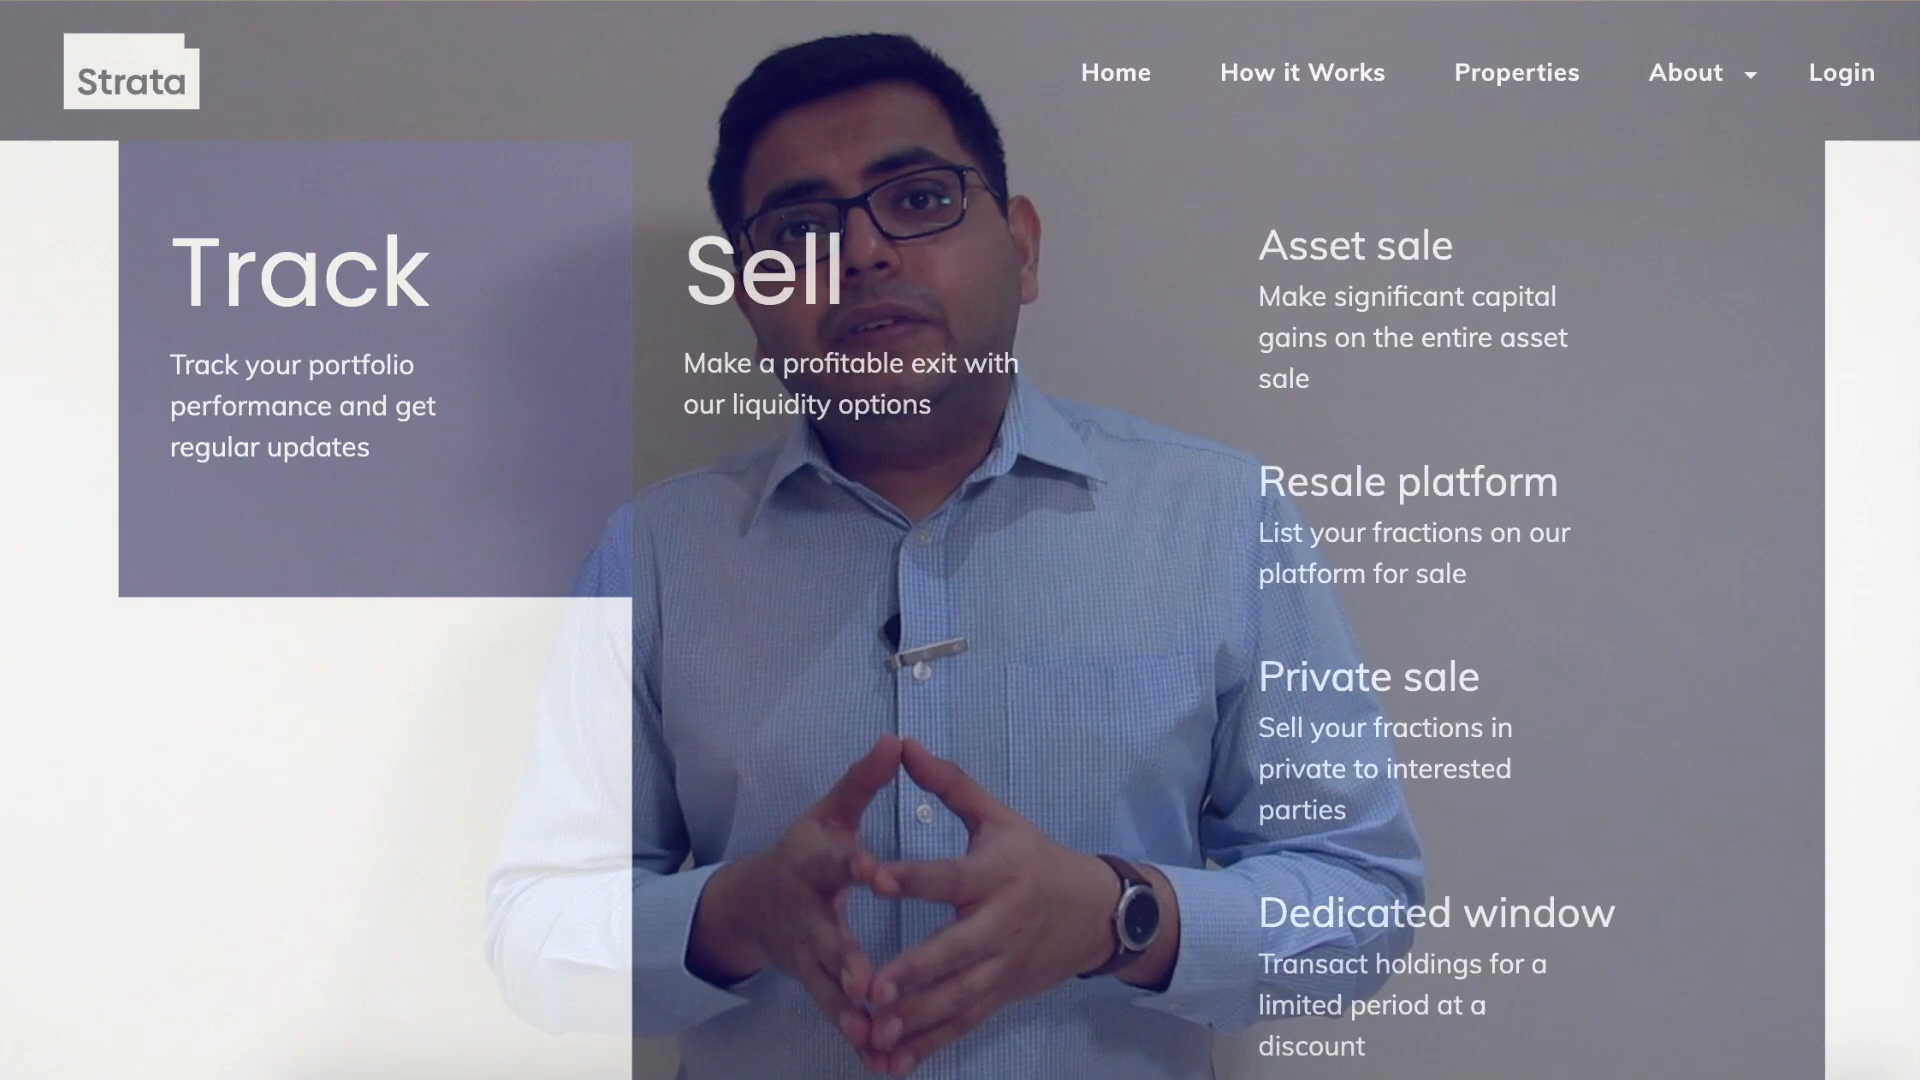 Strata
Home
How it Works
Properties
About
Login
Track
Track your portfolio
performance and get
regular updates
Sell
Make a profitable exit with
our liquidity options
Asset sale
Make significant capital
gains on the entire asset
sale
Resale platform
List your fractions on our
platform for sale
Private sale
Sell your fractions in
private to interested
parties
Dedicated window
Transact holdings for a
limited period at a
discount